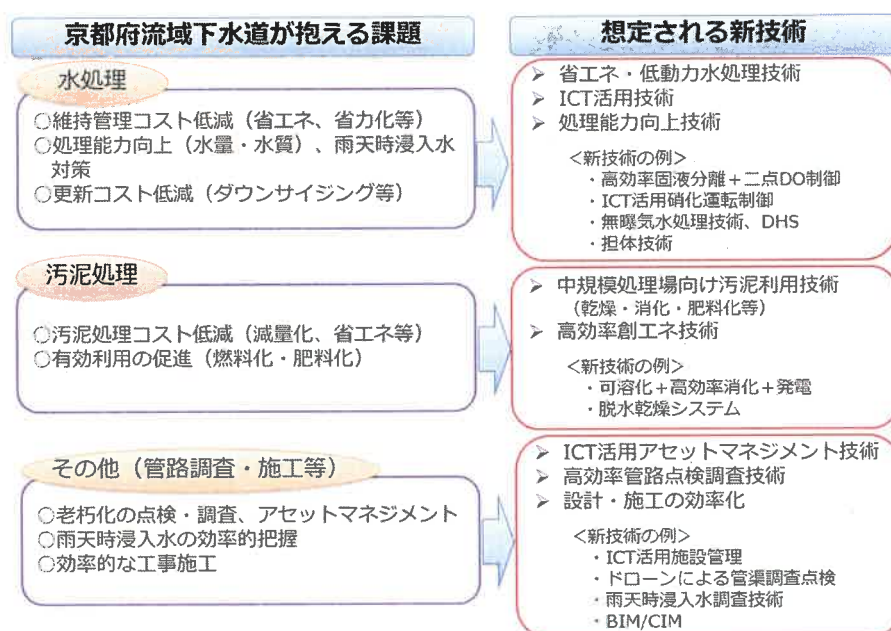 京都府流域下水道が抱える課題
想定される新技術
水処理
○維持管理コスト低減（省エネ、省力化等）
○処理能力向上（水量・水質）、雨天時浸入水
対策
○更新コスト低減（ダウンサイジング等）
➢ 省エネ・低動力水処理技術
➢ ICT活用技術
➢ 処理能力向上技術
＜新技術の例＞
・高効率固液分離＋二点DO制御
・ICT活用硝化運転制御
・無曝気水処理技術、DHS
・担体技術
汚泥処理
○汚泥処理コスト低減（減量化、省エネ等）
○有効利用の促進（燃料化・肥料化）
➢ 中規模処理場向け汚泥利用技術
（乾燥・消化・肥料化等）
➢ 高効率創エネ技術
＜新技術の例＞
・可溶化＋高効率消化＋発電
・脱水乾燥システム
その他（管路調査・施工等）
○老朽化の点検・調査、アセットマネジメント
○雨天時浸入水の効率的把握
○効率的な工事施工
➢ ICT活用アセットマネジメント技術
➢ 高効率管路点検調査技術
➢ 設計・施工の効率化
＜新技術の例＞
・ICT活用施設管理
・ドローンによる管渠調査点検
・雨天時浸入水調査技術
・BIM/CIM